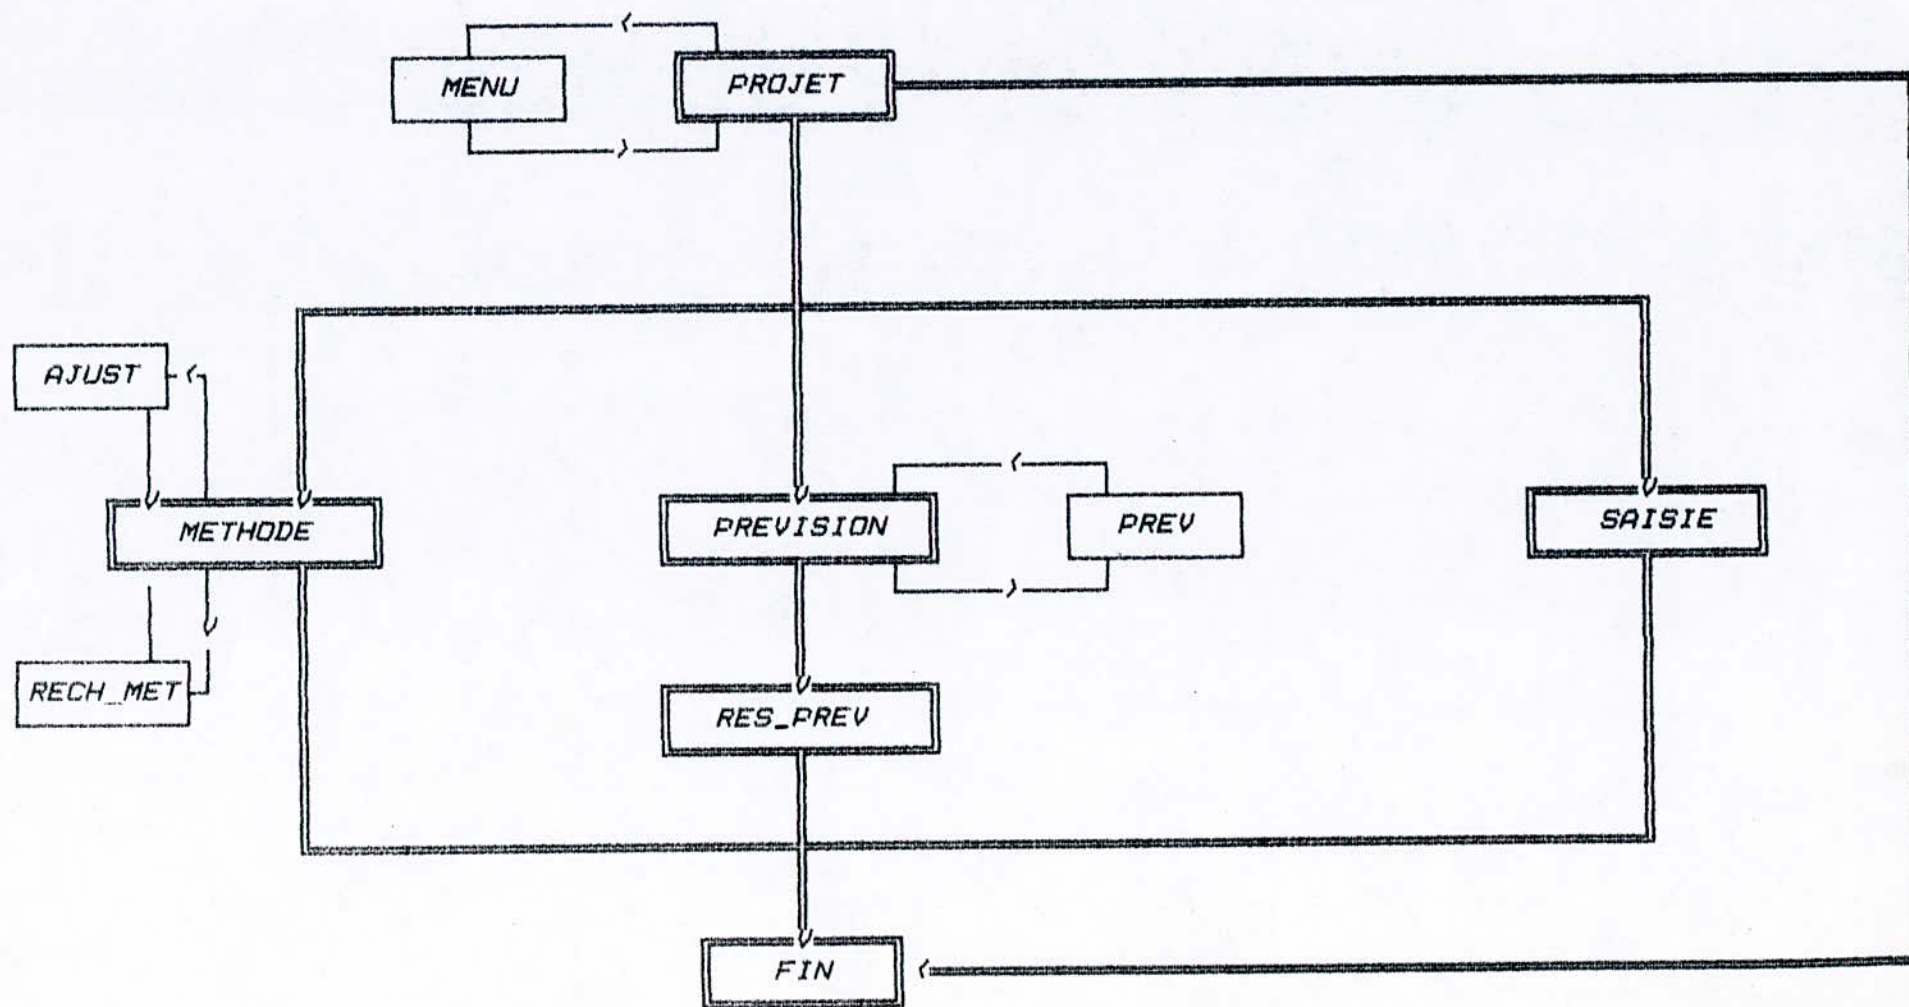 MENU
PROJET
AJUST
METHODE
PREVISION
PREV
SAISIE
RECH_MET
RES_PREV
FIN